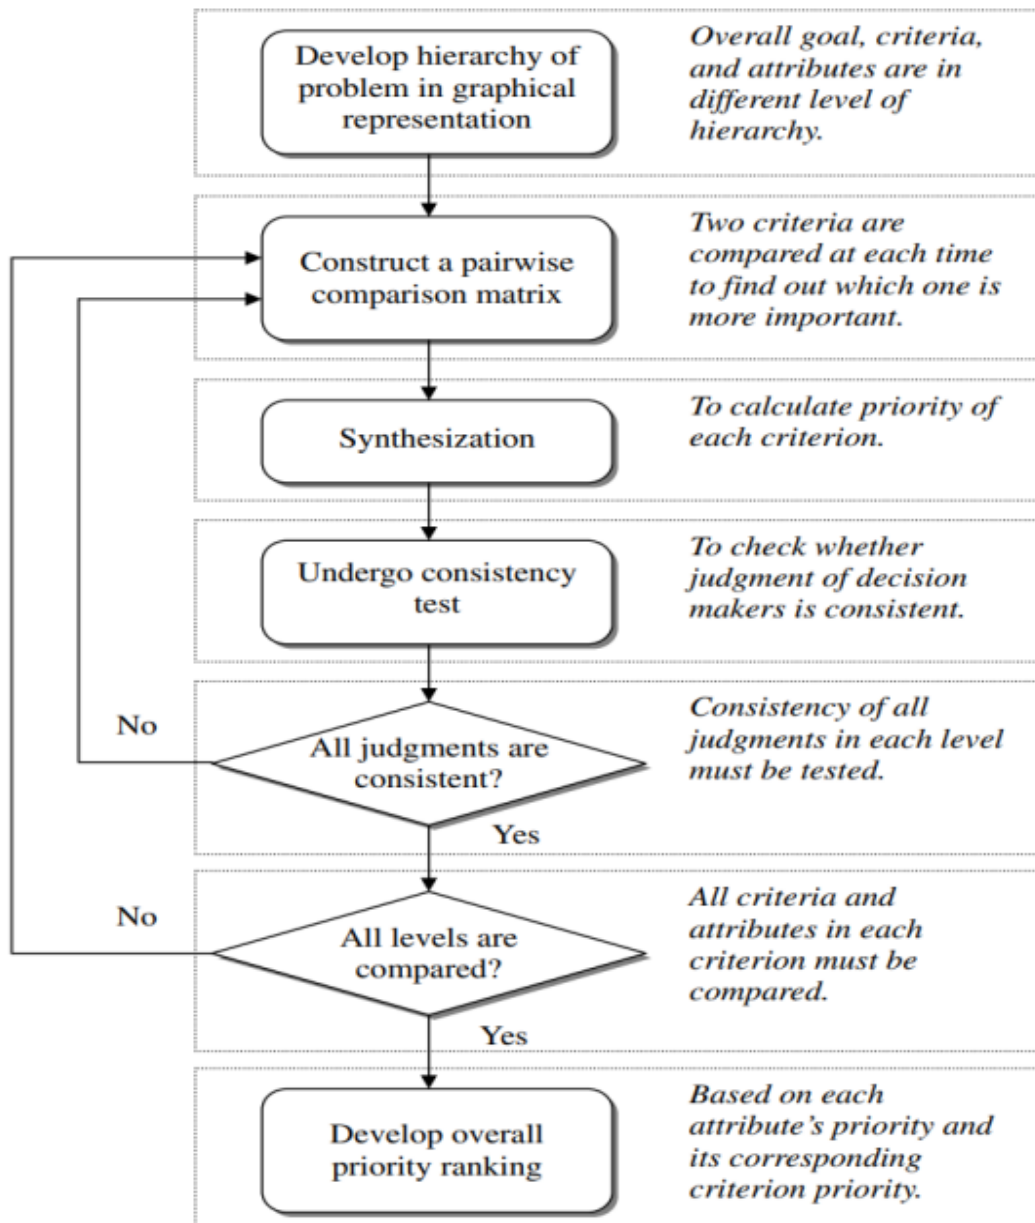 Develop hierarchy of
problem in graphical
representation
Overall goal, criteria,
and attributes are in
different level of
hierarchy.
Construct a pairwise
comparison matrix
Two criteria are
compared at each time
to find out which one is
more important.
Synthesization
To calculate priority of
each criterion.
Undergo consistency
test
To check whether
judgment of decision
makers is consistent.
No
All judgments are
consistent?
Yes
Consistency of all
judgments in each level
must be tested.
No
All levels are
compared?
Yes
All criteria and
attributes in each
criterion must be
compared.
Develop overall
priority ranking
Based on each
attribute's priority and
its corresponding
criterion priority.